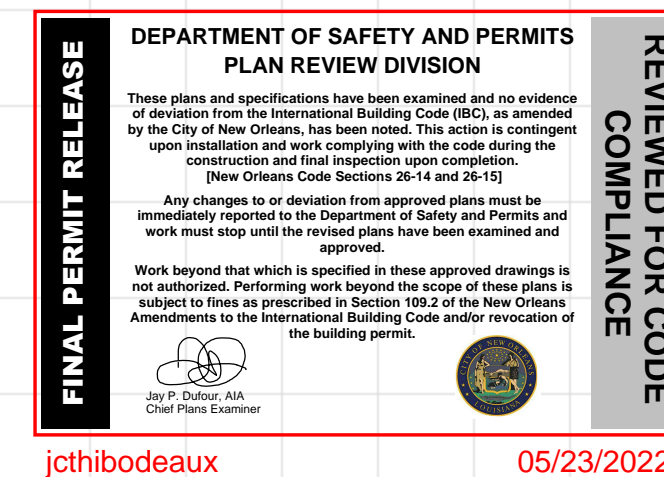 FINAL PERMIT RELEASE
DEPARTMENT OF SAFETY AND PERMITS
PLAN REVIEW DIVISION
These plans and specifications have been examined and no evidence
of deviation from the International Building Code (IBC), as amended
by the City of New Orleans, has been noted. This action is contingent
upon installation and work complying with the code during the
construction and final inspection upon completion.
[New Orleans Code Sections 26-14 and 26-15]
Any changes to or deviation from approved plans must be
immediately reported to the Department of Safety and Permits and
work must stop until the revised plans have been examined and
approved.
Work beyond that which is specified in these approved drawings is
not authorized. Performing work beyond the scope of these plans is
subject to fines as prescribed in Section 109.2 of the New Orleans
Amendments to the International Building Code and/or revocation of
the building permit.
Jay P. Dufour, AIA
Chief Plans Examiner
CITY OF NEW ORLEANS
LOUISIANA
REVIEWED FOR CODE
COMPLIANCE
jcthibodeaux
05/23/2022